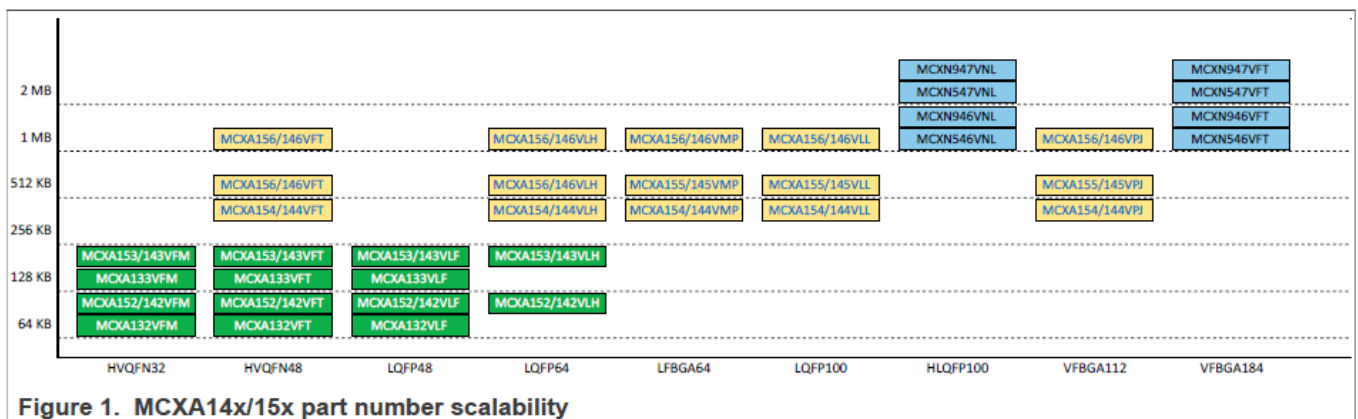 MCXN947VNL MCXN947VFT
2 MB MCXN547VNL MCXN547VFT
MCXN946VNL MCXN946VFT
1 MB MCXA156/146VFT MCXA156/146VLH MCXA156/146VMP MCXA156/146VLL MCXN546VNL MCXA156/146VPJ MCXN546VFT
512 KB MCXA156/146VFT MCXA156/146VLH MCXA155/145VMP MCXA155/145VLL MCXA155/145VPJ
MCXA154/144VFT MCXA154/144VLH MCXA154/144VMP MCXA154/144VLL MCXA154/144VPJ
256 KB
MCXA153/143VFM MCXA153/143VFT MCXA153/143VLF MCXA153/143VLH
128 KB MCXA133VFM MCXA133VFT MCXA133VLF
MCXA152/142VFM MCXA152/142VFT MCXA152/142VLF MCXA152/142VLH
64 KB MCXA132VFM MCXA132VFT MCXA132VLF
HVQFN32 HVQFN48 LQFP48 LQFP64 LFBGA64 LQFP100 HLQFP100 VFBGA112 VFBGA184
Figure 1. MCXA14x/15x part number scalability